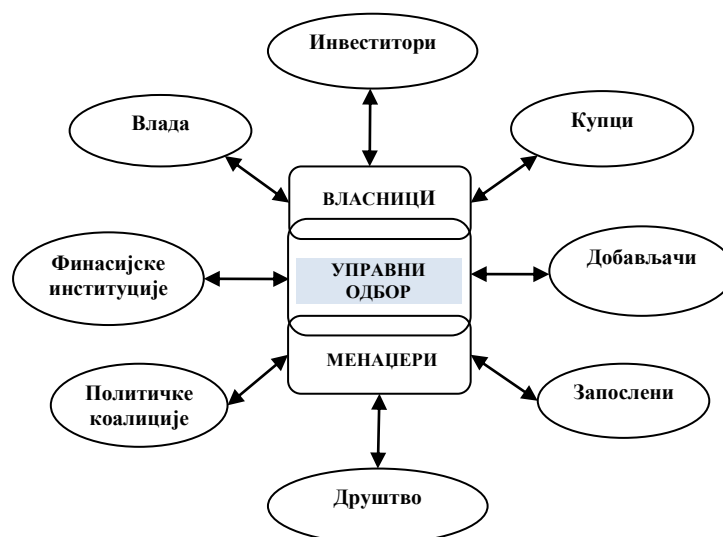 Инвеститори
Влада
Купци
ВЛАСНИЦИ
Финасијске
институције
УПРАВНИ
ОДБОР
Добављачи
МЕНАЏЕРИ
Политичке
коалиције
Запослени
Друштво